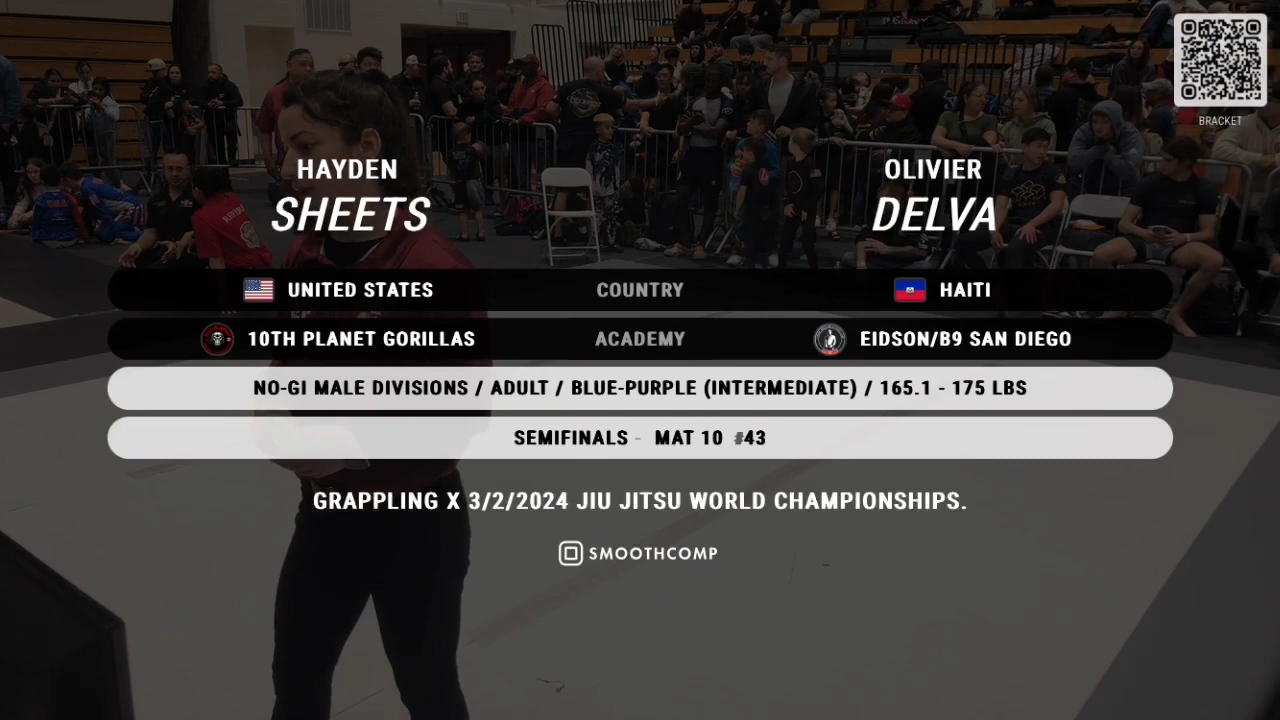 BRACKET
HAYDEN
SHEETS
OLIVIER
DELVA
UNITED STATES COUNTRY HAITI
10TH PLANET GORILLAS ACADEMY EIDSON/B9 SAN DIEGO
NO-GI MALE DIVISIONS / ADULT / BLUE-PURPLE (INTERMEDIATE) / 165.1 - 175 LBS
SEMIFINALS - MAT 10 #43
GRAPPLING X 3/2/2024 JIU JITSU WORLD CHAMPIONSHIPS.
SMOOTHCOMP